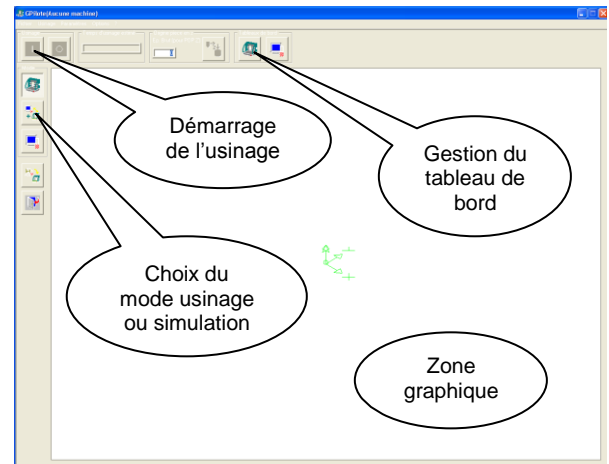 GPilote(Aucune machine)
Démarrage
de l'usinage
Gestion du
tableau de
bord
Choix du
mode usinage
ou simulation
Zone
graphique